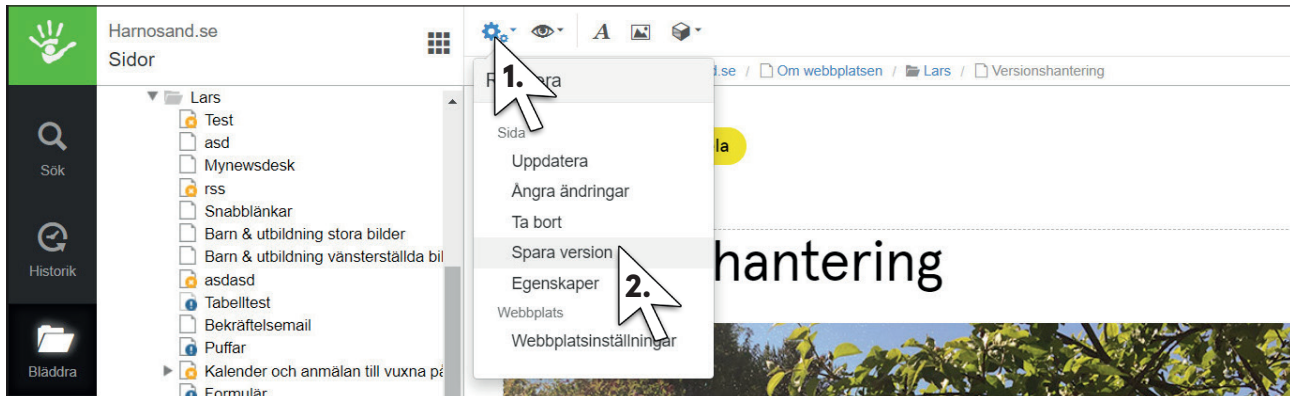 Harnosand.se
Sidor
Sök
Historik
Bläddra
Lars
Test
asd
Mynewsdesk
rss
Snabblänkar
Barn & utbildning stora bilder
Barn & utbildning vänsterställda bil
asdasd
Tabelltest
Bekräftelsemail
Puffar
Kalender och anmälan till vuxna på
Formulär
A
1.
Sida
Uppdatera
Ångra ändringar
Ta bort
Spara version
Egenskaper
2.
Webbplats
Webbplatsinställningar
d.se / Om webbplatsen / Lars / Versionshantering
la
hantering